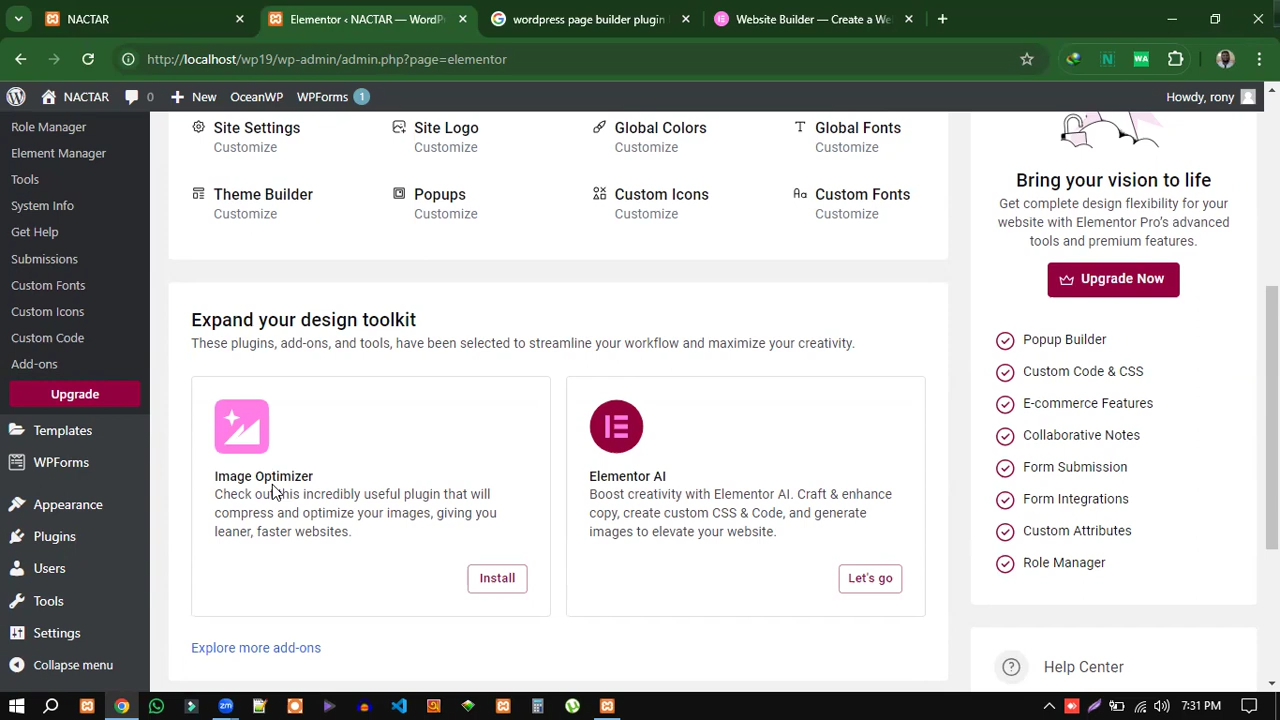 NACTAR
Elementor ‹ NACTAR — WordPr
wordpress page builder plugin
Website Builder — Create a We
http://localhost/wp19/wp-admin/admin.php?page=elementor
NACTAR 0 New OceanWP WPForms 1 Howdy, rony
Role Manager
Element Manager
Tools
System Info
Get Help
Submissions
Custom Fonts
Custom Icons
Custom Code
Add-ons
Upgrade
Templates
WPForms
Appearance
Plugins
Users
Tools
Settings
Collapse menu
Site Settings
Customize
Site Logo
Customize
Global Colors
Customize
Global Fonts
Customize
Theme Builder
Customize
Popups
Customize
Custom Icons
Customize
Custom Fonts
Customize
Expand your design toolkit
These plugins, add-ons, and tools, have been selected to streamline your workflow and maximize your creativity.
Image Optimizer
Check out this incredibly useful plugin that will
compress and optimize your images, giving you
leaner, faster websites.
Install
Elementor AI
Boost creativity with Elementor AI. Craft & enhance
copy, create custom CSS & Code, and generate
images to elevate your website.
Let's go
Explore more add-ons
Bring your vision to life
Get complete design flexibility for your
website with Elementor Pro's advanced
tools and premium features.
Upgrade Now
Popup Builder
Custom Code & CSS
E-commerce Features
Collaborative Notes
Form Submission
Form Integrations
Custom Attributes
Role Manager
Help Center
7:31 PM